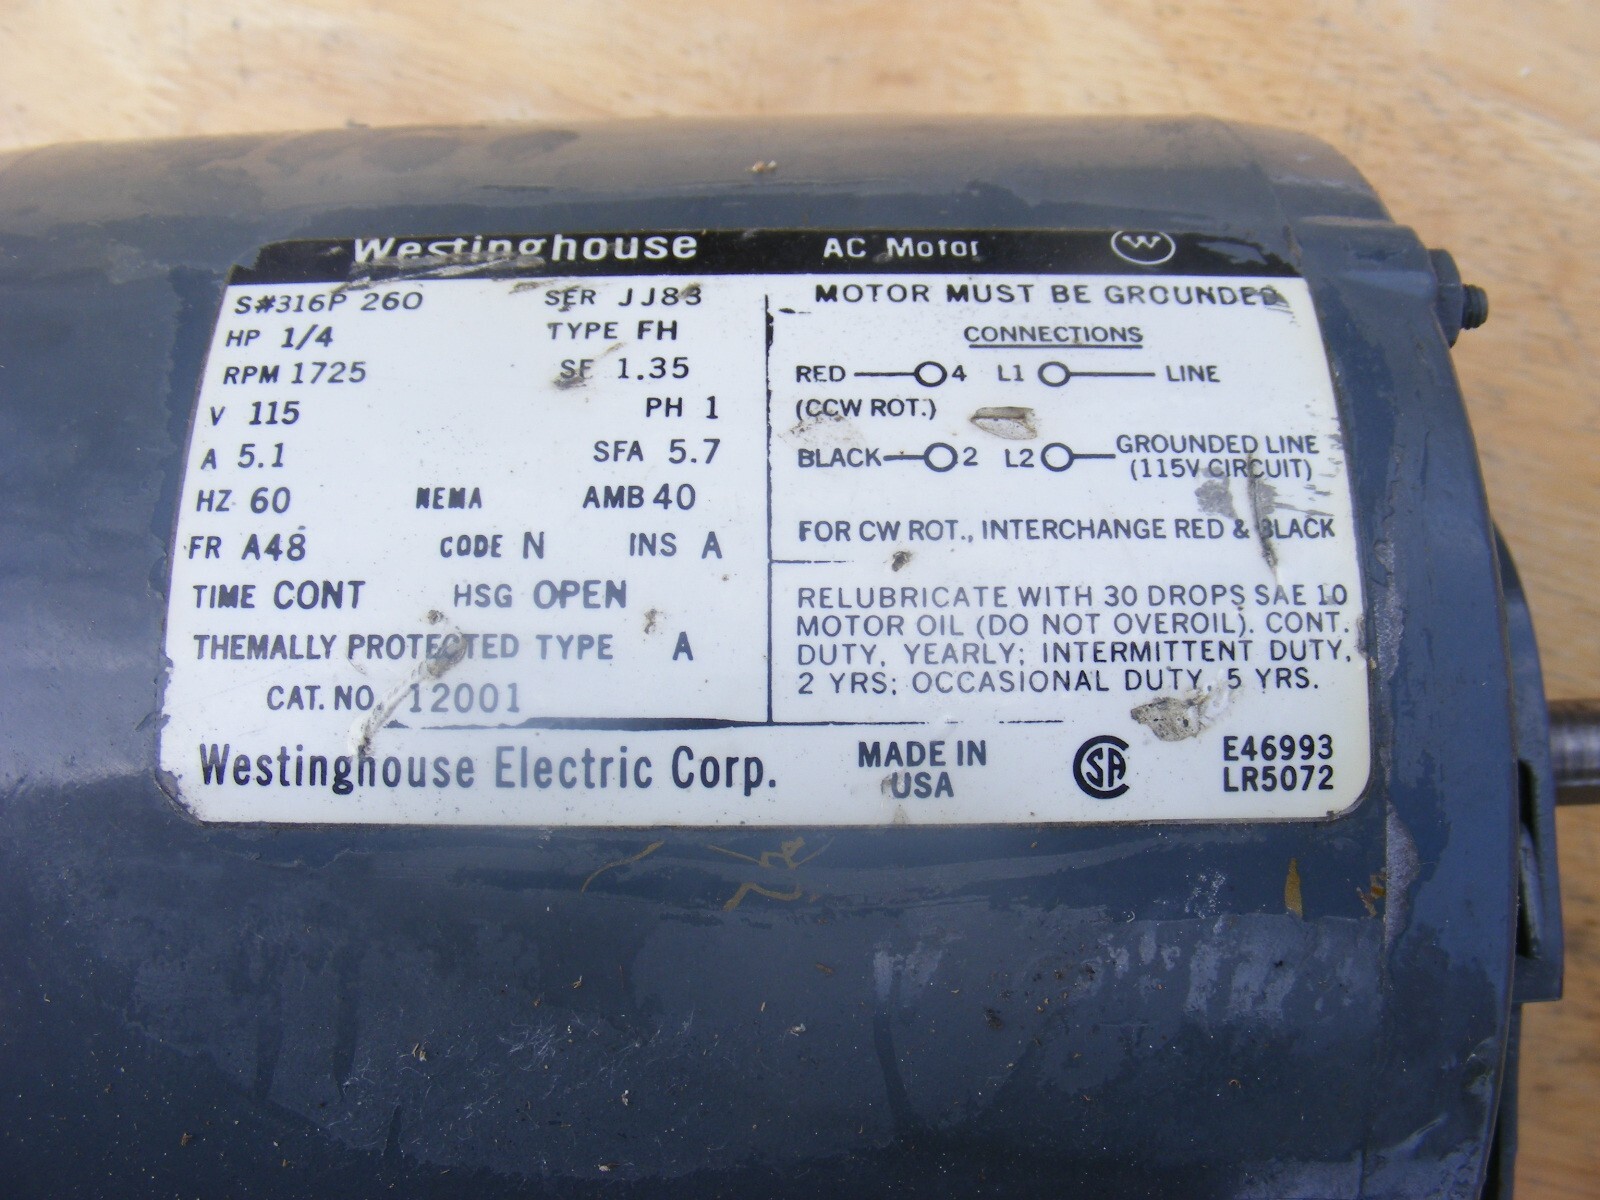 Westinghouse AC Motor W
S#316P 260 SER JJ83
HP 1/4 TYPE FH
RPM 1725 SF 1.35
V 115 PH 1
A 5.1 SFA 5.7
HZ 60 NEMA AMB 40
FR A48 CODE N INS A
TIME CONT HSG OPEN
THEMALLY PROTECTED TYPE A
CAT. NO. 12001
MOTOR MUST BE GROUNDED
CONNECTIONS
RED 4 L1 LINE
(CCW ROT.)
BLACK 2 L2 GROUNDED LINE
(115V CIRCUIT)
FOR CW ROT., INTERCHANGE RED & BLACK
RELUBRICATE WITH 30 DROPS SAE 10
MOTOR OIL (DO NOT OVEROIL). CONT.
DUTY, YEARLY; INTERMITTENT DUTY,
2 YRS; OCCASIONAL DUTY, 5 YRS.
Westinghouse Electric Corp.
MADE IN
USA
SA
E46993
LR5072